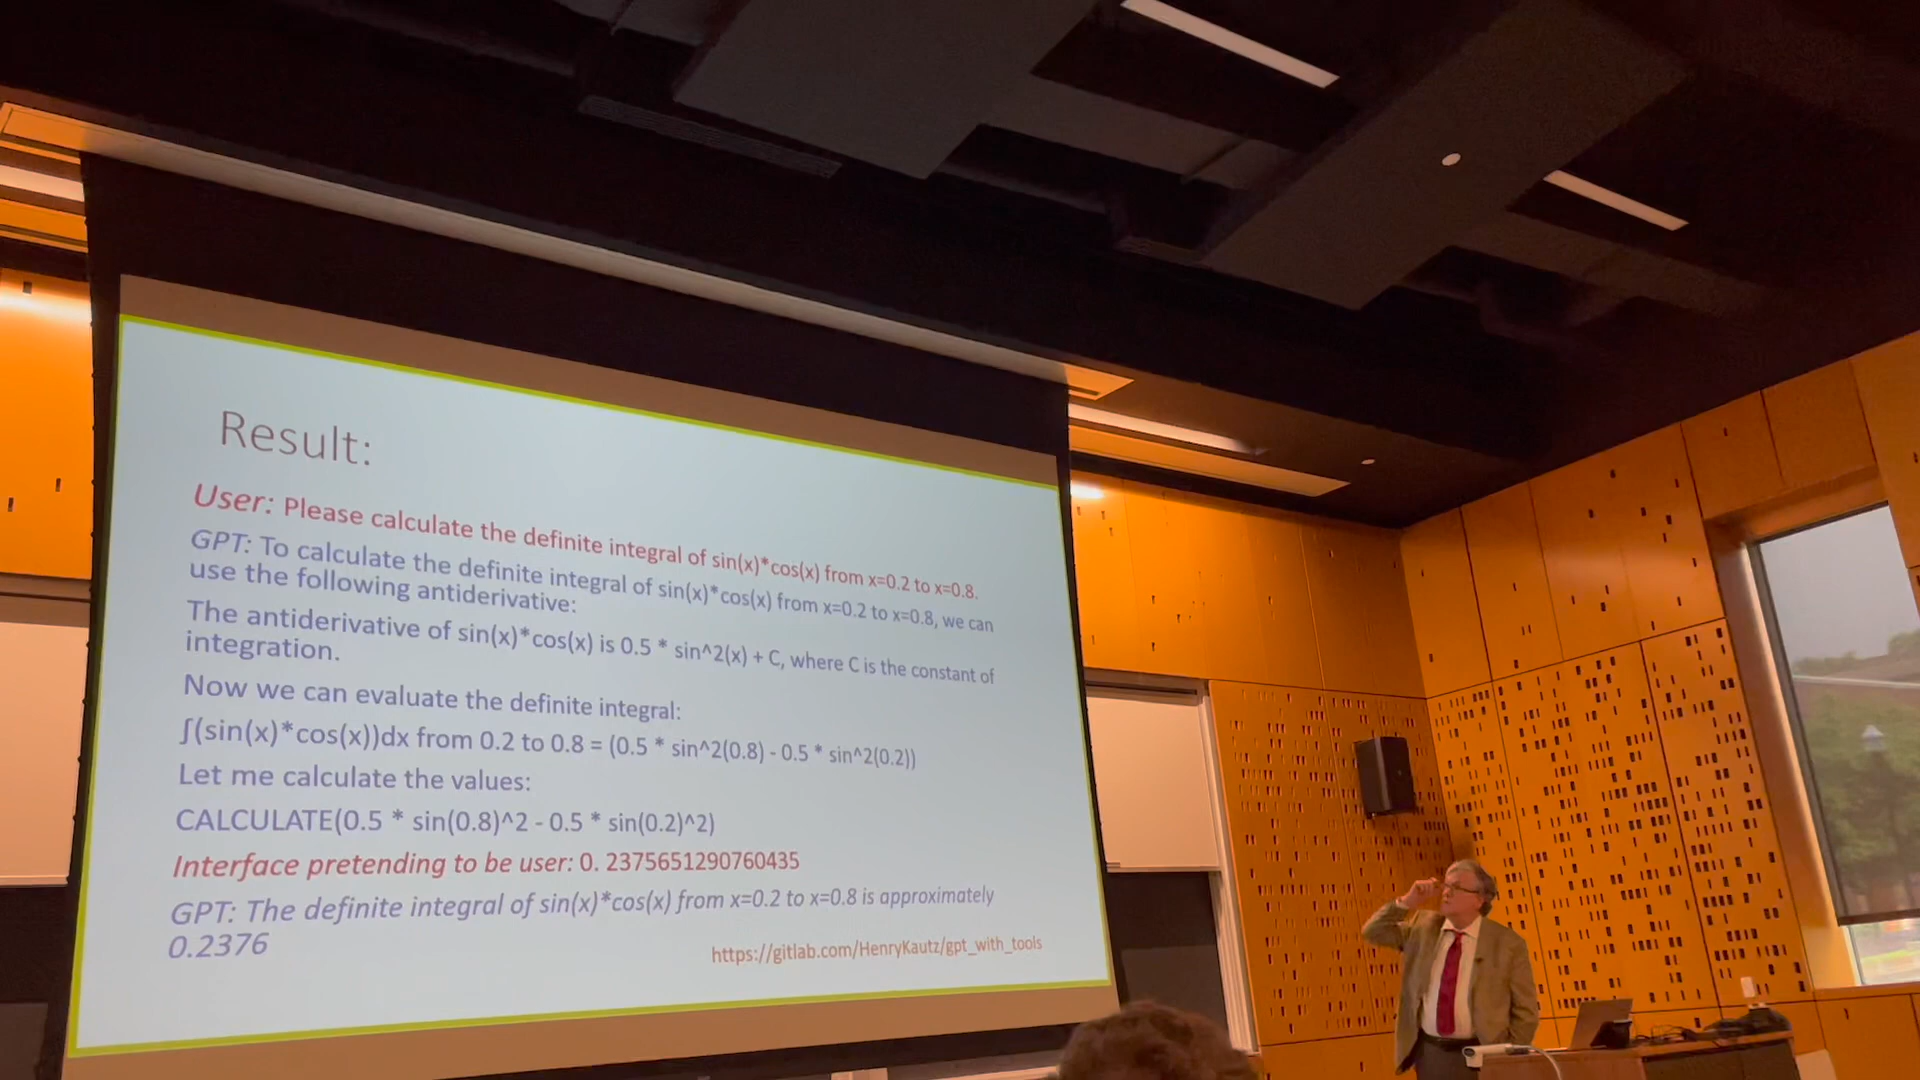 Result:
User: Please calculate the definite integral of sin(x)*cos(x) from x=0.2 to x=0.8.
GPT: To calculate the definite integral of sin(x)*cos(x) from x=0.2 to x=0.8, we can
use the following antiderivative:
The antiderivative of sin(x)*cos(x) is 0.5 * sin^2(x) + C, where C is the constant of
integration.
Now we can evaluate the definite integral:
∫(sin(x)*cos(x))dx from 0.2 to 0.8 = (0.5 * sin^2(0.8) - 0.5 * sin^2(0.2))
Let me calculate the values:
CALCULATE(0.5 * sin(0.8)^2 - 0.5 * sin(0.2)^2)
Interface pretending to be user: 0. 2375651290760435
GPT: The definite integral of sin(x)*cos(x) from x=0.2 to x=0.8 is approximately
0.2376
https://gitlab.com/HenryKautz/gpt_with_tools